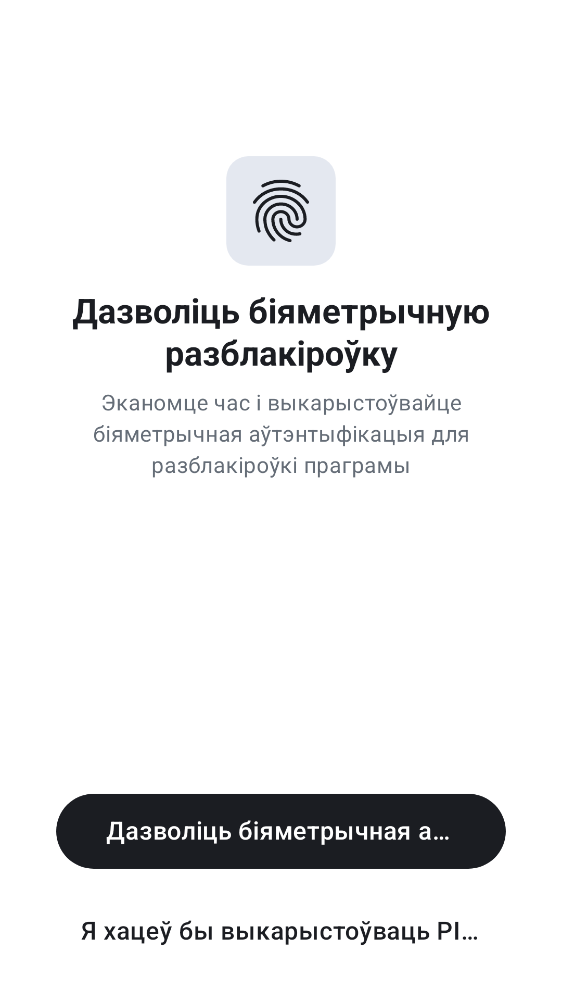 Дазволіць біяметрычную
разблакіроўку
Эканомце час і выкарыстоўвайце
біяметрычная аўтэнтыфікацыя для
разблакіроўкі праграмы
Дазволіць біяметрычная а...
Я хацеў бы выкарыстоўваць PI...